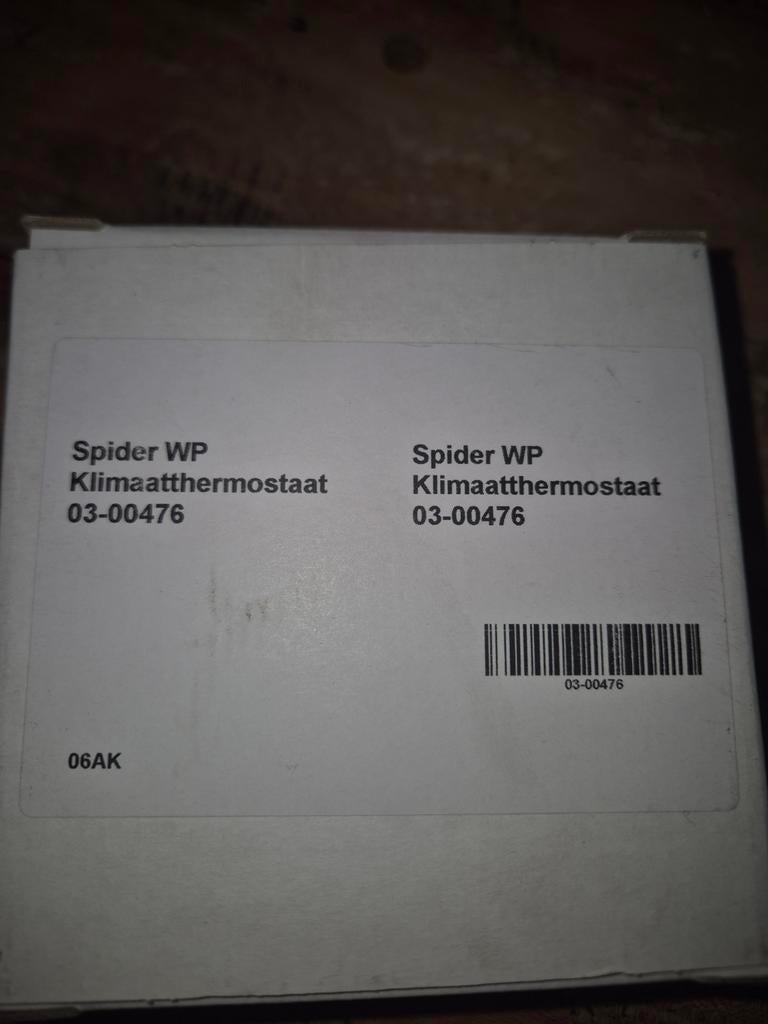 Spider WP
Klimaatthermostaat
03-00476
Spider WP
Klimaatthermostaat
03-00476
03-00476
06AK